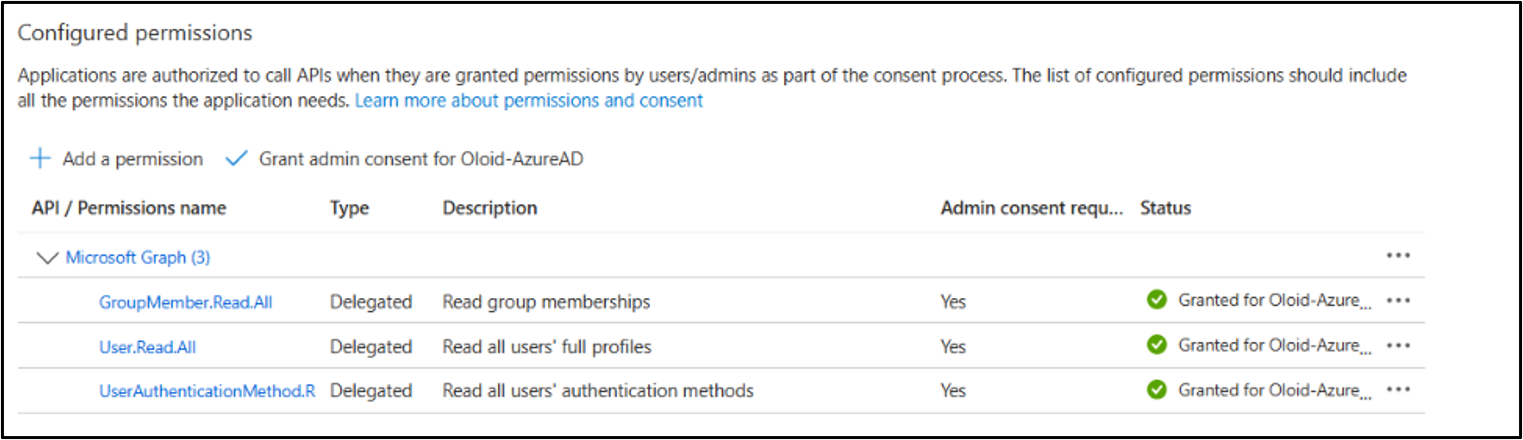 Configured permissions
Applications are authorized to call APIs when they are granted permissions by users/admins as part of the consent process. The list of configured permissions should include
all the permissions the application needs. Learn more about permissions and consent
Add a permission Grant admin consent for Oloid-AzureAD
API / Permissions name Type Description Admin consent requ... Status
Microsoft Graph (3)
GroupMember.Read.All Delegated Read group memberships Yes Granted for Oloid-Azure...
User.Read.All Delegated Read all users' full profiles Yes Granted for Oloid-Azure...
UserAuthenticationMethod.R Delegated Read all users' authentication methods Yes Granted for Oloid-Azure...